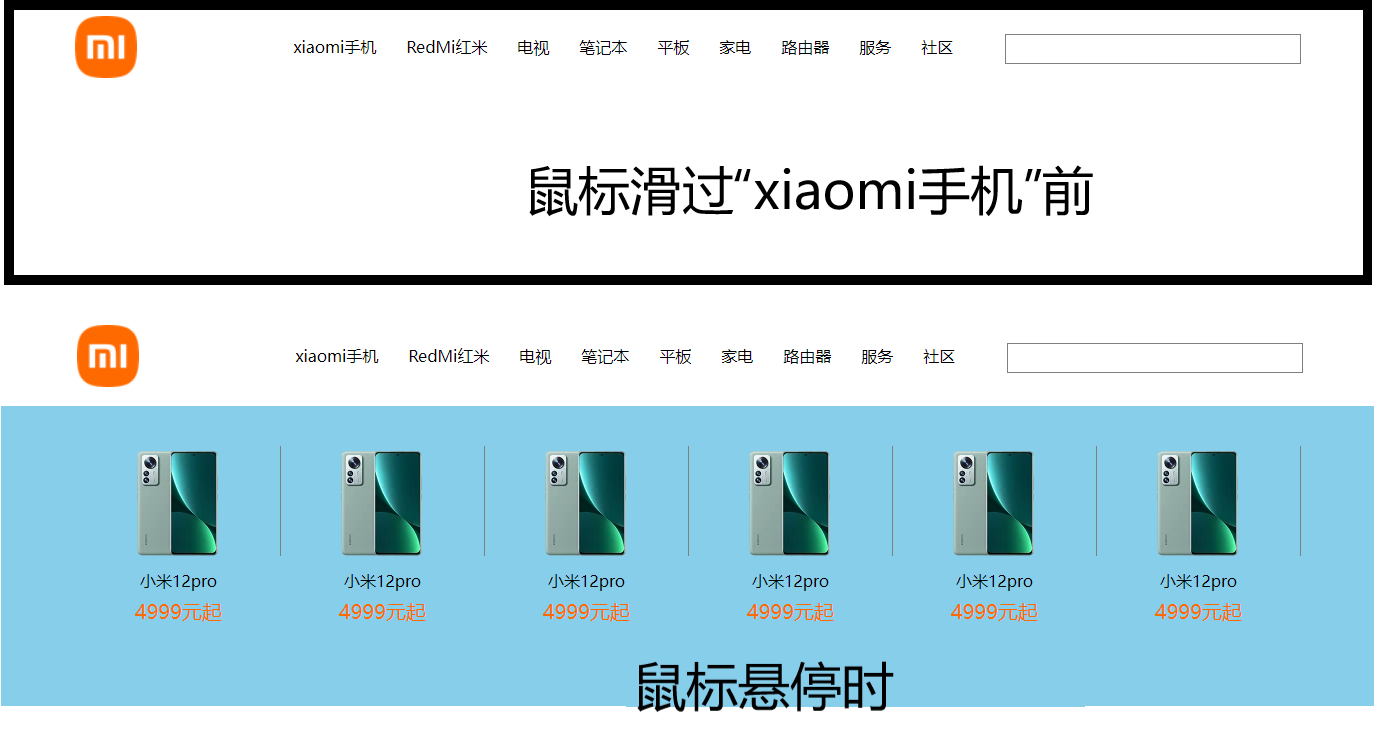 mi
xiaomi手机 RedMi红米 电视 笔记本 平板 家电 路由器 服务 社区
鼠标滑过“xiaomi手机”前
mi
xiaomi手机 RedMi红米 电视 笔记本 平板 家电 路由器 服务 社区
小米12pro 小米12pro 小米12pro 小米12pro 小米12pro 小米12pro
4999元起 4999元起 4999元起 4999元起 4999元起 4999元起
鼠标悬停时